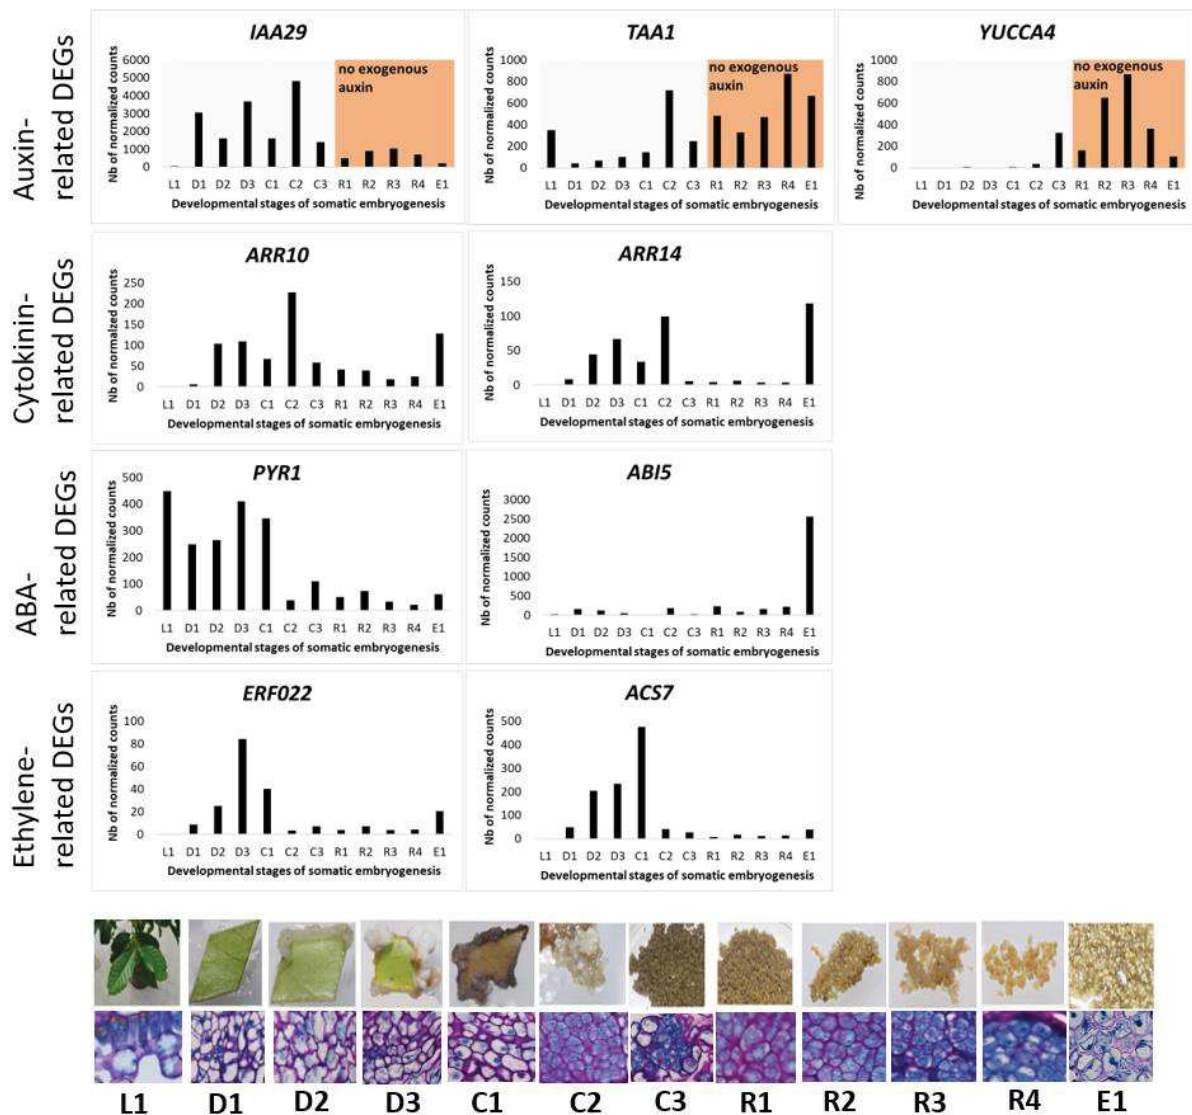 Auxin-
related DEGs
IAA29
Nb of normalized counts
6000
5000
4000
3000
2000
1000
0
no exogenous
auxin
L1 D1 D2 D3 C1 C2 C3 R1 R2 R3 R4 E1
Developmental stages of somatic embryogenesis
TAA1
Nb of normalized counts
1000
800
600
400
200
0
no exogenous
auxin
L1 D1 D2 D3 C1 C2 C3 R1 R2 R3 R4 E1
Developmental stages of somatic embryogenesis
YUCCA4
Nb of normalized counts
1000
800
600
400
200
0
no exogenous
auxin
L1 D1 D2 D3 C1 C2 C3 R1 R2 R3 R4 E1
Developmental stages of somatic embryogenesis
Cytokinin-
related DEGs
ARR10
Nb of normalized counts
250
200
150
100
50
0
L1 D1 D2 D3 C1 C2 C3 R1 R2 R3 R4 E1
Developmental stages of somatic embryogenesis
ARR14
Nb of normalized counts
150
100
50
0
L1 D1 D2 D3 C1 C2 C3 R1 R2 R3 R4 E1
Developmental stages of somatic embryogenesis
ABA-
related DEGs
PYR1
Nb of normalized counts
500
400
300
200
100
0
L1 D1 D2 D3 C1 C2 C3 R1 R2 R3 R4 E1
Developmental stages of somatic embryogenesis
ABI5
Nb of normalized counts
3000
2500
2000
1500
1000
500
0
L1 D1 D2 D3 C1 C2 C3 R1 R2 R3 R4 E1
Developmental stages of somatic embryogenesis
Ethylene-
related DEGs
ERF022
Nb of normalized counts
100
80
60
40
20
0
L1 D1 D2 D3 C1 C2 C3 R1 R2 R3 R4 E1
Developmental stages of somatic embryogenesis
ACS7
Nb of normalized counts
500
400
300
200
100
0
L1 D1 D2 D3 C1 C2 C3 R1 R2 R3 R4 E1
Developmental stages of somatic embryogenesis
L1 D1 D2 D3 C1 C2 C3 R1 R2 R3 R4 E1